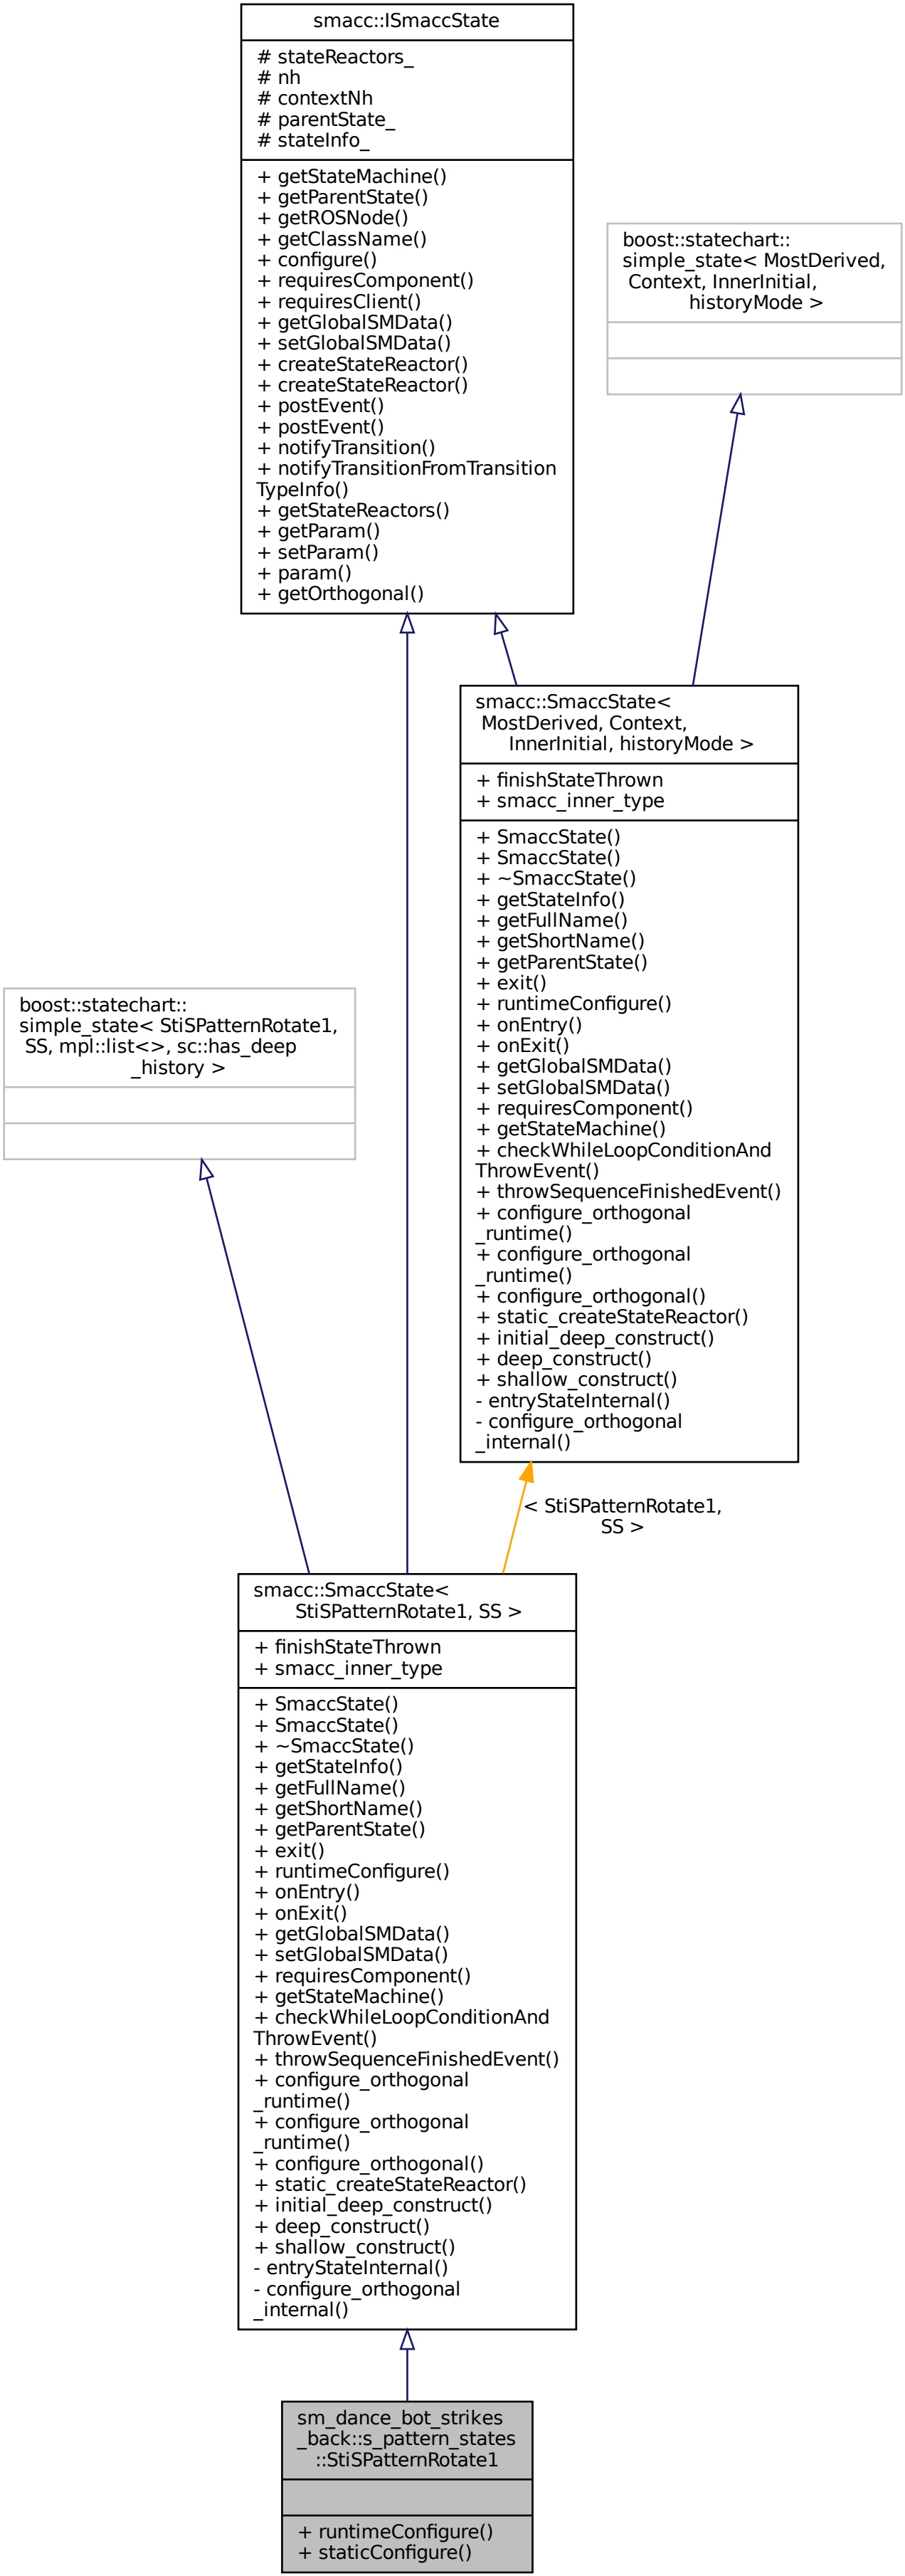 smacc::ISmaccState
# stateReactors_
# nh
# contextNh
# parentState_
# stateInfo_
+ getStateMachine()
+ getParentState()
+ getROSNode()
+ getClassName()
+ configure()
+ requiresComponent()
+ requiresClient()
+ getGlobalSMData()
+ setGlobalSMData()
+ createStateReactor()
+ createStateReactor()
+ postEvent()
+ postEvent()
+ notifyTransition()
+ notifyTransitionFromTransition
TypeInfo()
+ getStateReactors()
+ getParam()
+ setParam()
+ param()
+ getOrthogonal()
boost::statechart::
simple_state< MostDerived,
Context, InnerInitial,
historyMode >
smacc::SmaccState<
MostDerived, Context,
InnerInitial, historyMode >
+ finishStateThrown
+ smacc_inner_type
+ SmaccState()
+ SmaccState()
+ ~SmaccState()
+ getStateInfo()
+ getFullName()
+ getShortName()
+ getParentState()
+ exit()
+ runtimeConfigure()
+ onEntry()
+ onExit()
+ getGlobalSMData()
+ setGlobalSMData()
+ requiresComponent()
+ getStateMachine()
+ checkWhileLoopConditionAnd
ThrowEvent()
+ throwSequenceFinishedEvent()
+ configure_orthogonal
_runtime()
+ configure_orthogonal
_runtime()
+ configure_orthogonal()
+ static_createStateReactor()
+ initial_deep_construct()
+ deep_construct()
+ shallow_construct()
- entryStateInternal()
- configure_orthogonal
_internal()
boost::statechart::
simple_state< StiSPatternRotate1,
SS, mpl::list<>, sc::has_deep
_history >
< StiSPatternRotate1,
SS >
smacc::SmaccState<
StiSPatternRotate1, SS >
+ finishStateThrown
+ smacc_inner_type
+ SmaccState()
+ SmaccState()
+ ~SmaccState()
+ getStateInfo()
+ getFullName()
+ getShortName()
+ getParentState()
+ exit()
+ runtimeConfigure()
+ onEntry()
+ onExit()
+ getGlobalSMData()
+ setGlobalSMData()
+ requiresComponent()
+ getStateMachine()
+ checkWhileLoopConditionAnd
ThrowEvent()
+ throwSequenceFinishedEvent()
+ configure_orthogonal
_runtime()
+ configure_orthogonal
_runtime()
+ configure_orthogonal()
+ static_createStateReactor()
+ initial_deep_construct()
+ deep_construct()
+ shallow_construct()
- entryStateInternal()
- configure_orthogonal
_internal()
sm_dance_bot_strikes
_back::s_pattern_states
::StiSPatternRotate1
+ runtimeConfigure()
+ staticConfigure()